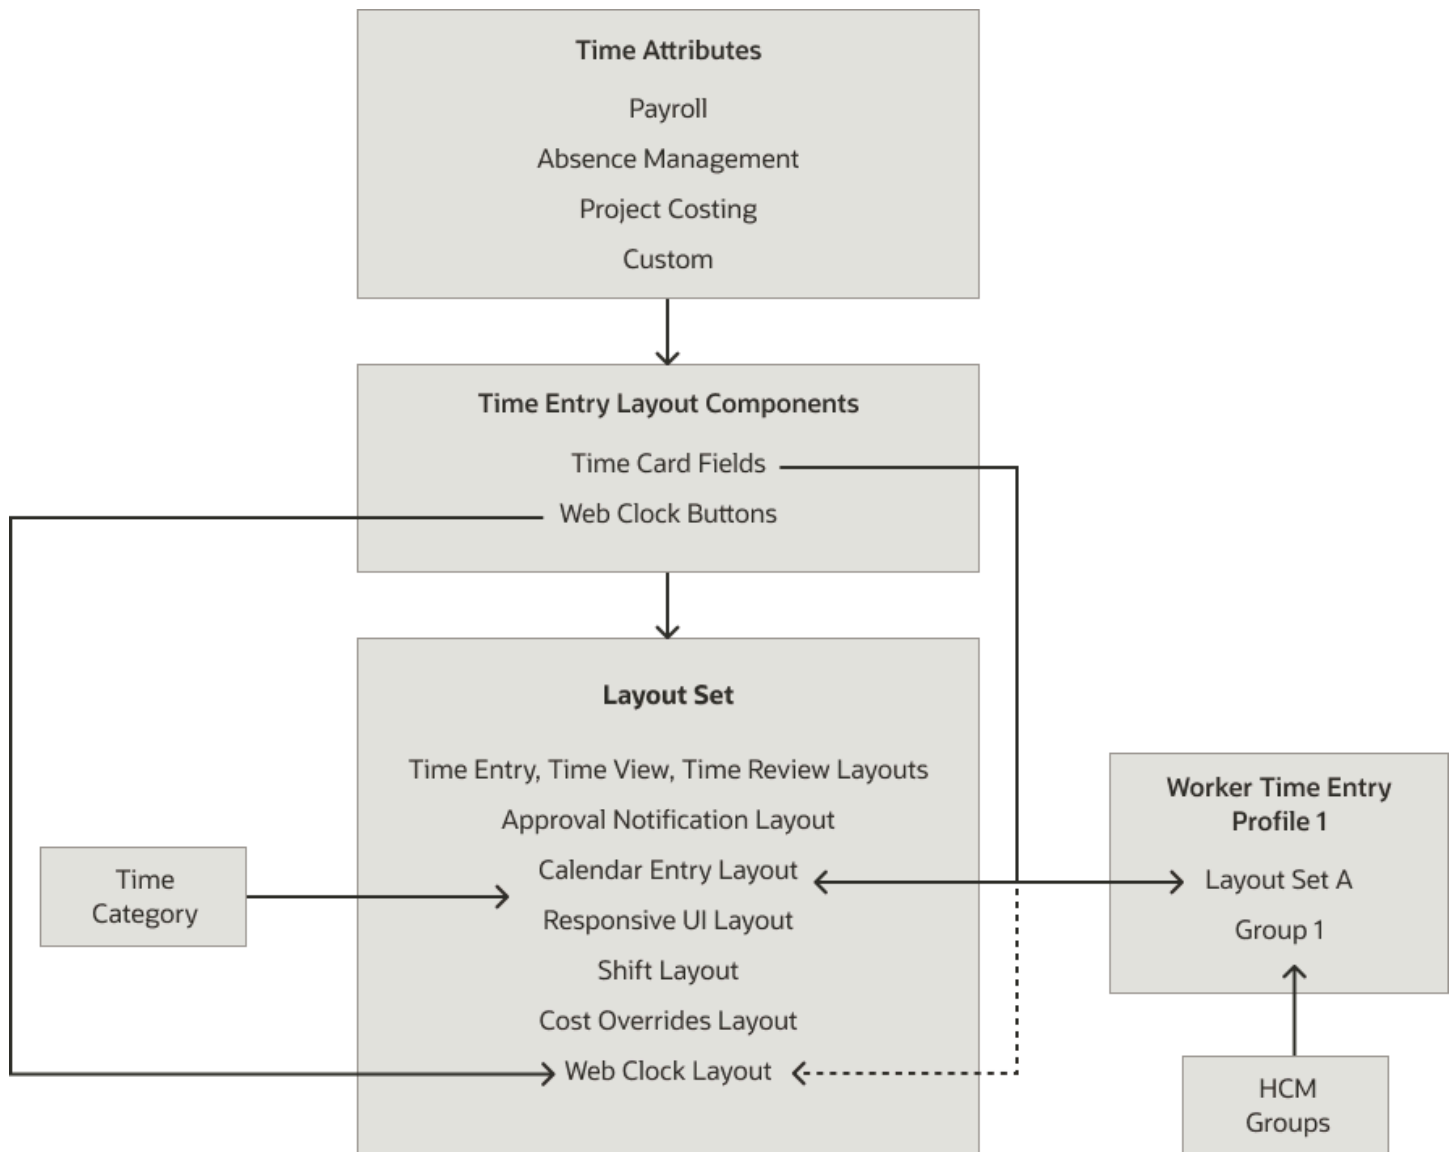 Time Attributes
Payroll
Absence Management
Project Costing
Custom
Time Entry Layout Components
Time Card Fields
Web Clock Buttons
Layout Set
Time Entry, Time View, Time Review Layouts
Approval Notification Layout
Calendar Entry Layout
Responsive UI Layout
Shift Layout
Cost Overrides Layout
Web Clock Layout
Time
Category
Worker Time Entry
Profile 1
Layout Set A
Group 1
HCM
Groups